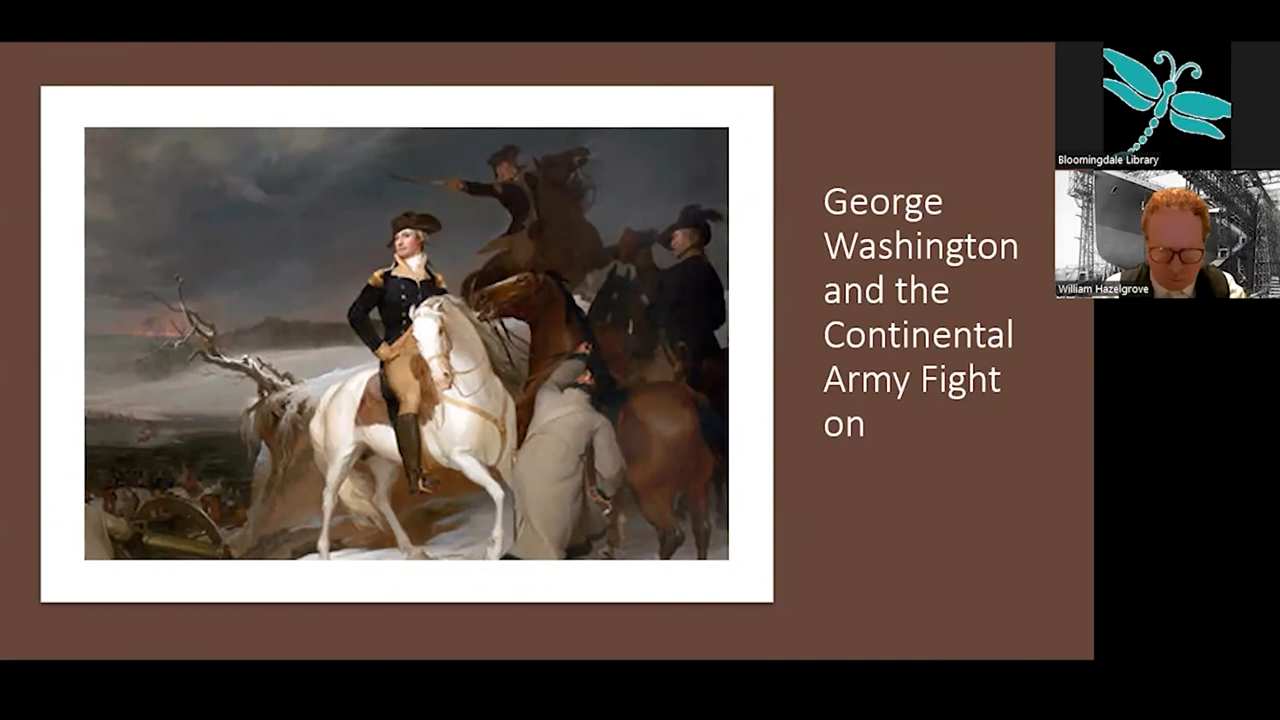 George
Washington
and the
Continental
Army Fight
on
Bloomingdale Library
William Hazelgrove